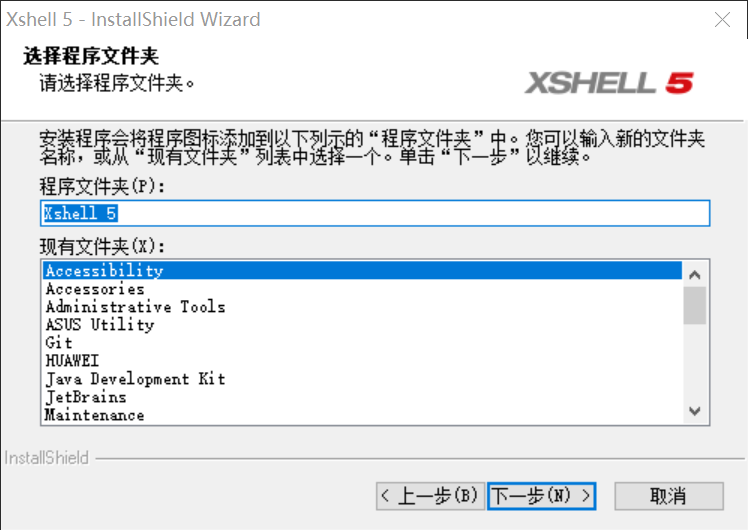 Xshell 5 - InstallShield Wizard
选择程序文件夹
请选择程序文件夹。
XSHELL 5
安装程序会将程序图标添加到以下列示的“程序文件夹”中。您可以输入新的文件夹
名称，或从“现有文件夹”列表中选择一个。单击“下一步”以继续。
程序文件夹(P)：
Xshell 5
现有文件夹(X)：
Accessibility
Accessories
Administrative Tools
ASUS Utility
Git
HUAWEI
Java Development Kit
JetBrains
Maintenance
InstallShield
< 上一步(B) 下一步(N) > 取消